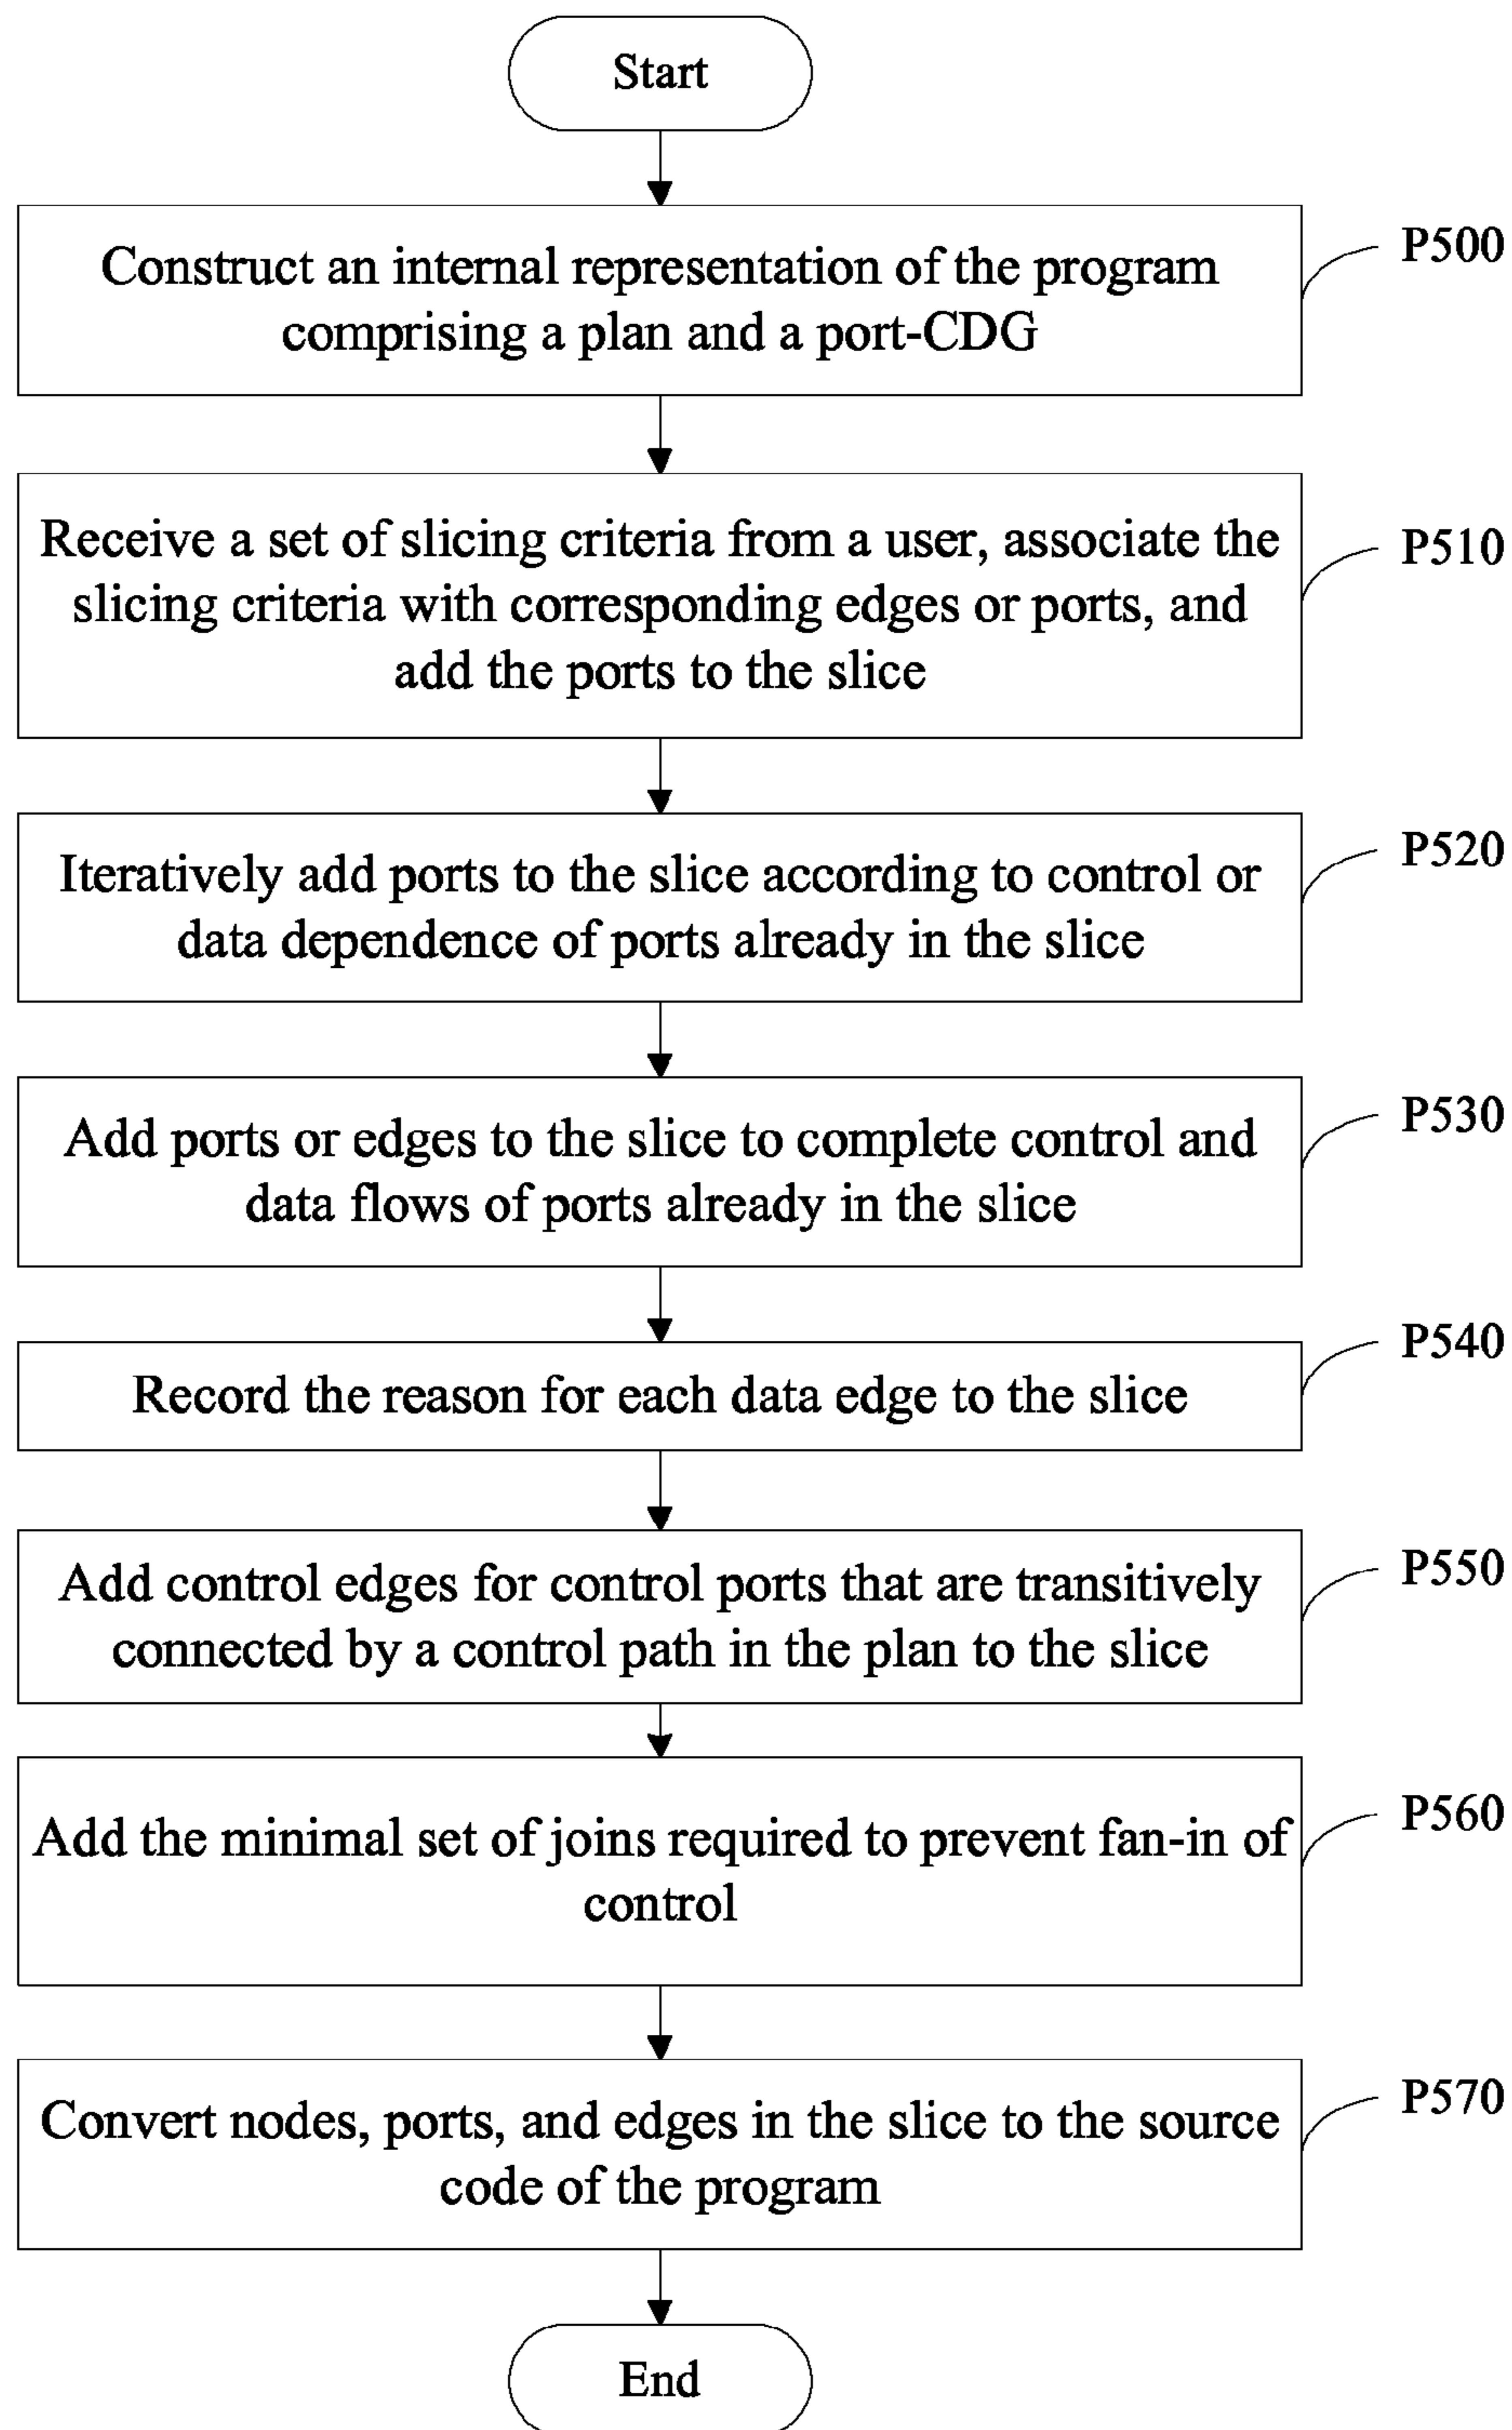 Start
Construct an internal representation of the program
comprising a plan and a port-CDG
P500
Receive a set of slicing criteria from a user, associate the
slicing criteria with corresponding edges or ports, and
add the ports to the slice
P510
Iteratively add ports to the slice according to control or
data dependence of ports already in the slice
P520
Add ports or edges to the slice to complete control and
data flows of ports already in the slice
P530
Record the reason for each data edge to the slice
P540
Add control edges for control ports that are transitively
connected by a control path in the plan to the slice
P550
Add the minimal set of joins required to prevent fan-in of
control
P560
Convert nodes, ports, and edges in the slice to the source
code of the program
P570
End